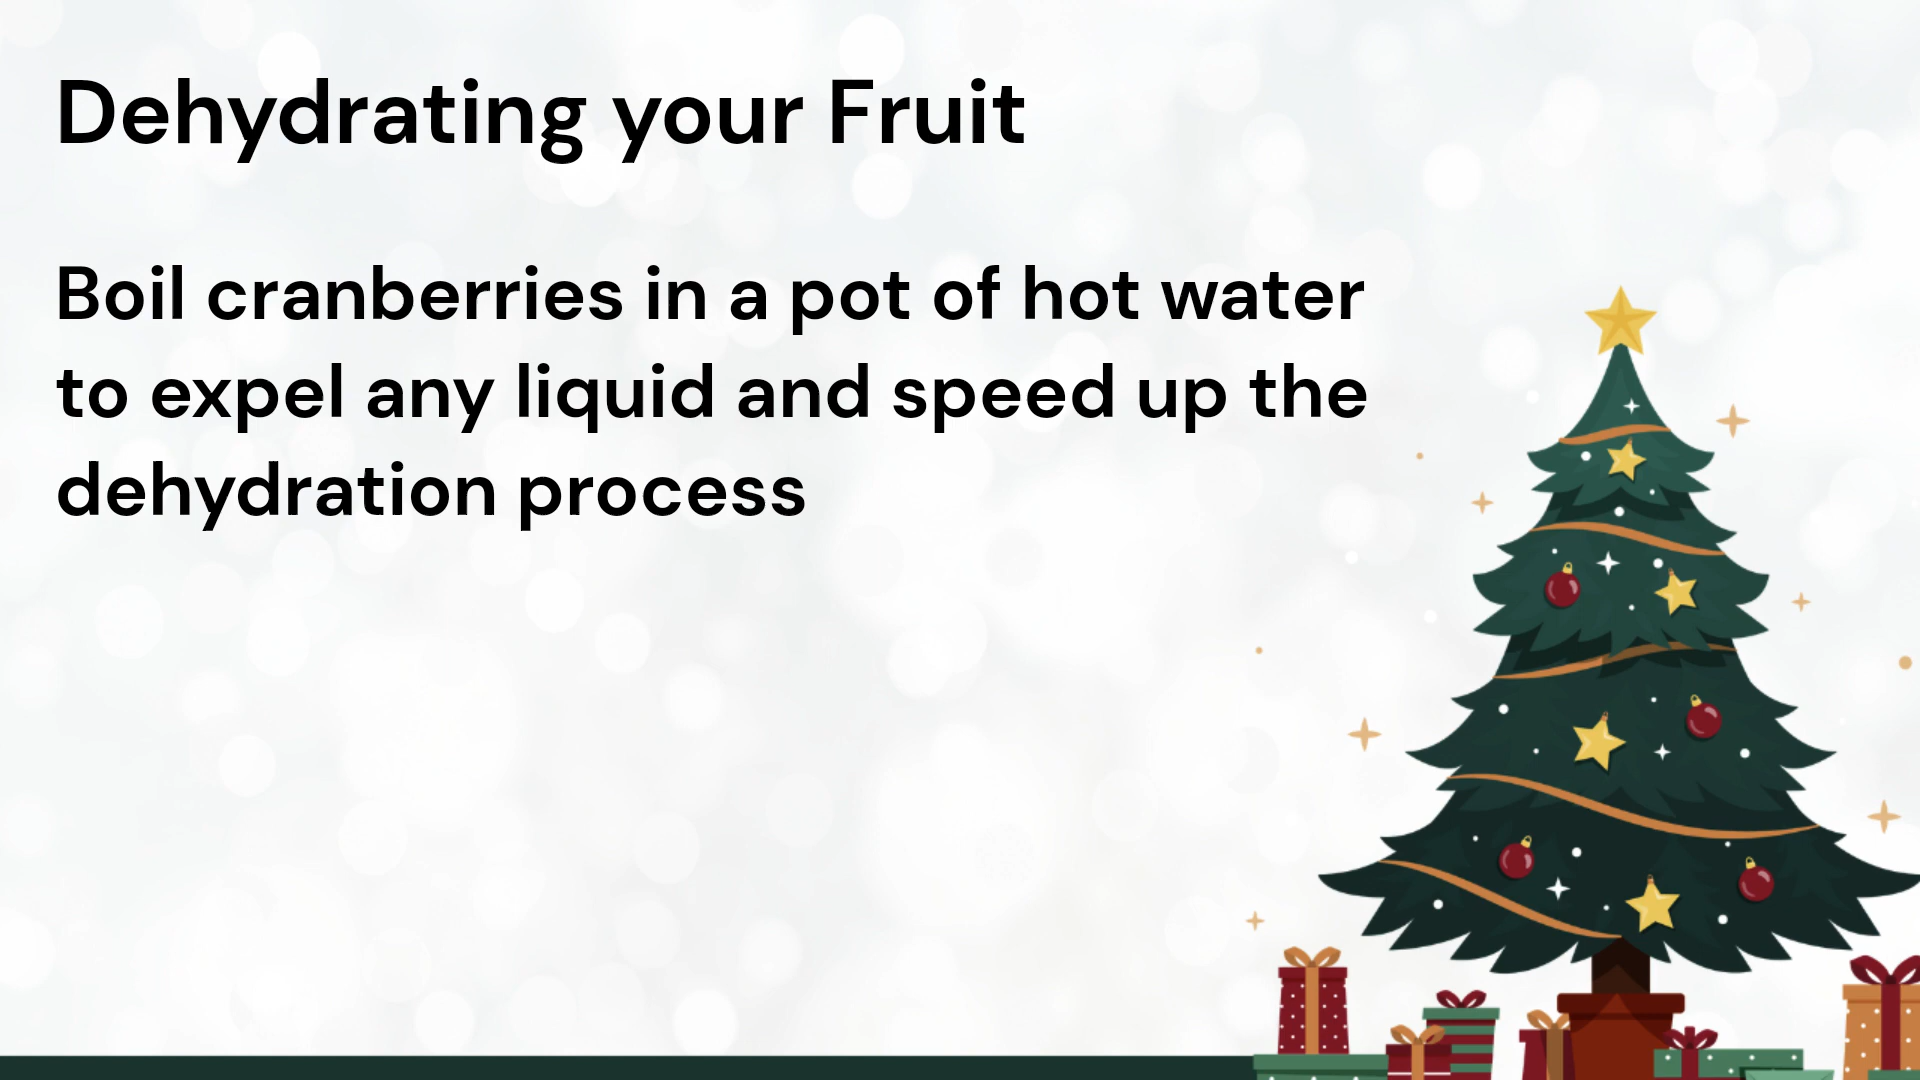 Dehydrating your Fruit
Boil cranberries in a pot of hot water
to expel any liquid and speed up the
dehydration process